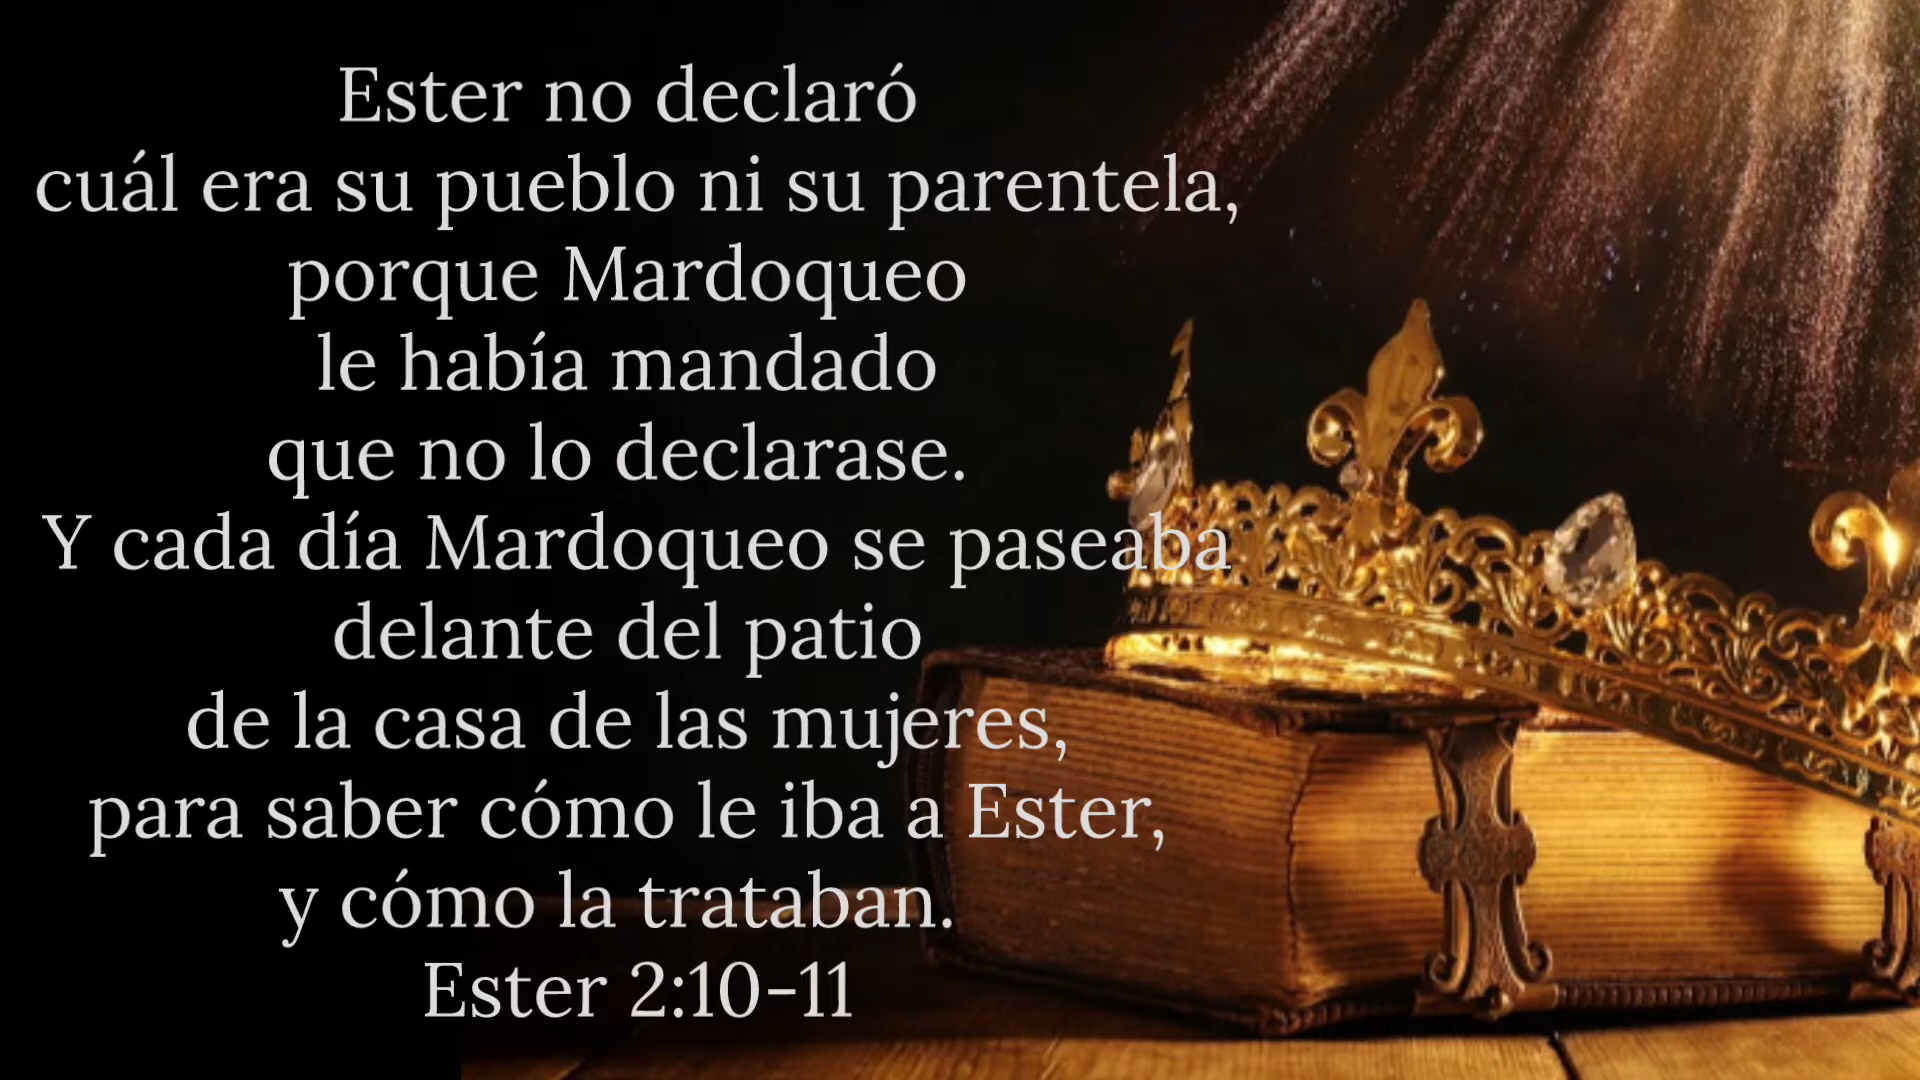 Ester no declaró
cuál era su pueblo ni su parentela,
porque Mardoqueo
le había mandado
que no lo declarase.
Y cada día Mardoqueo se paseaba
delante del patio
de la casa de las mujeres,
para saber cómo le iba a Ester,
y cómo la trataban.
Ester 2:10-11